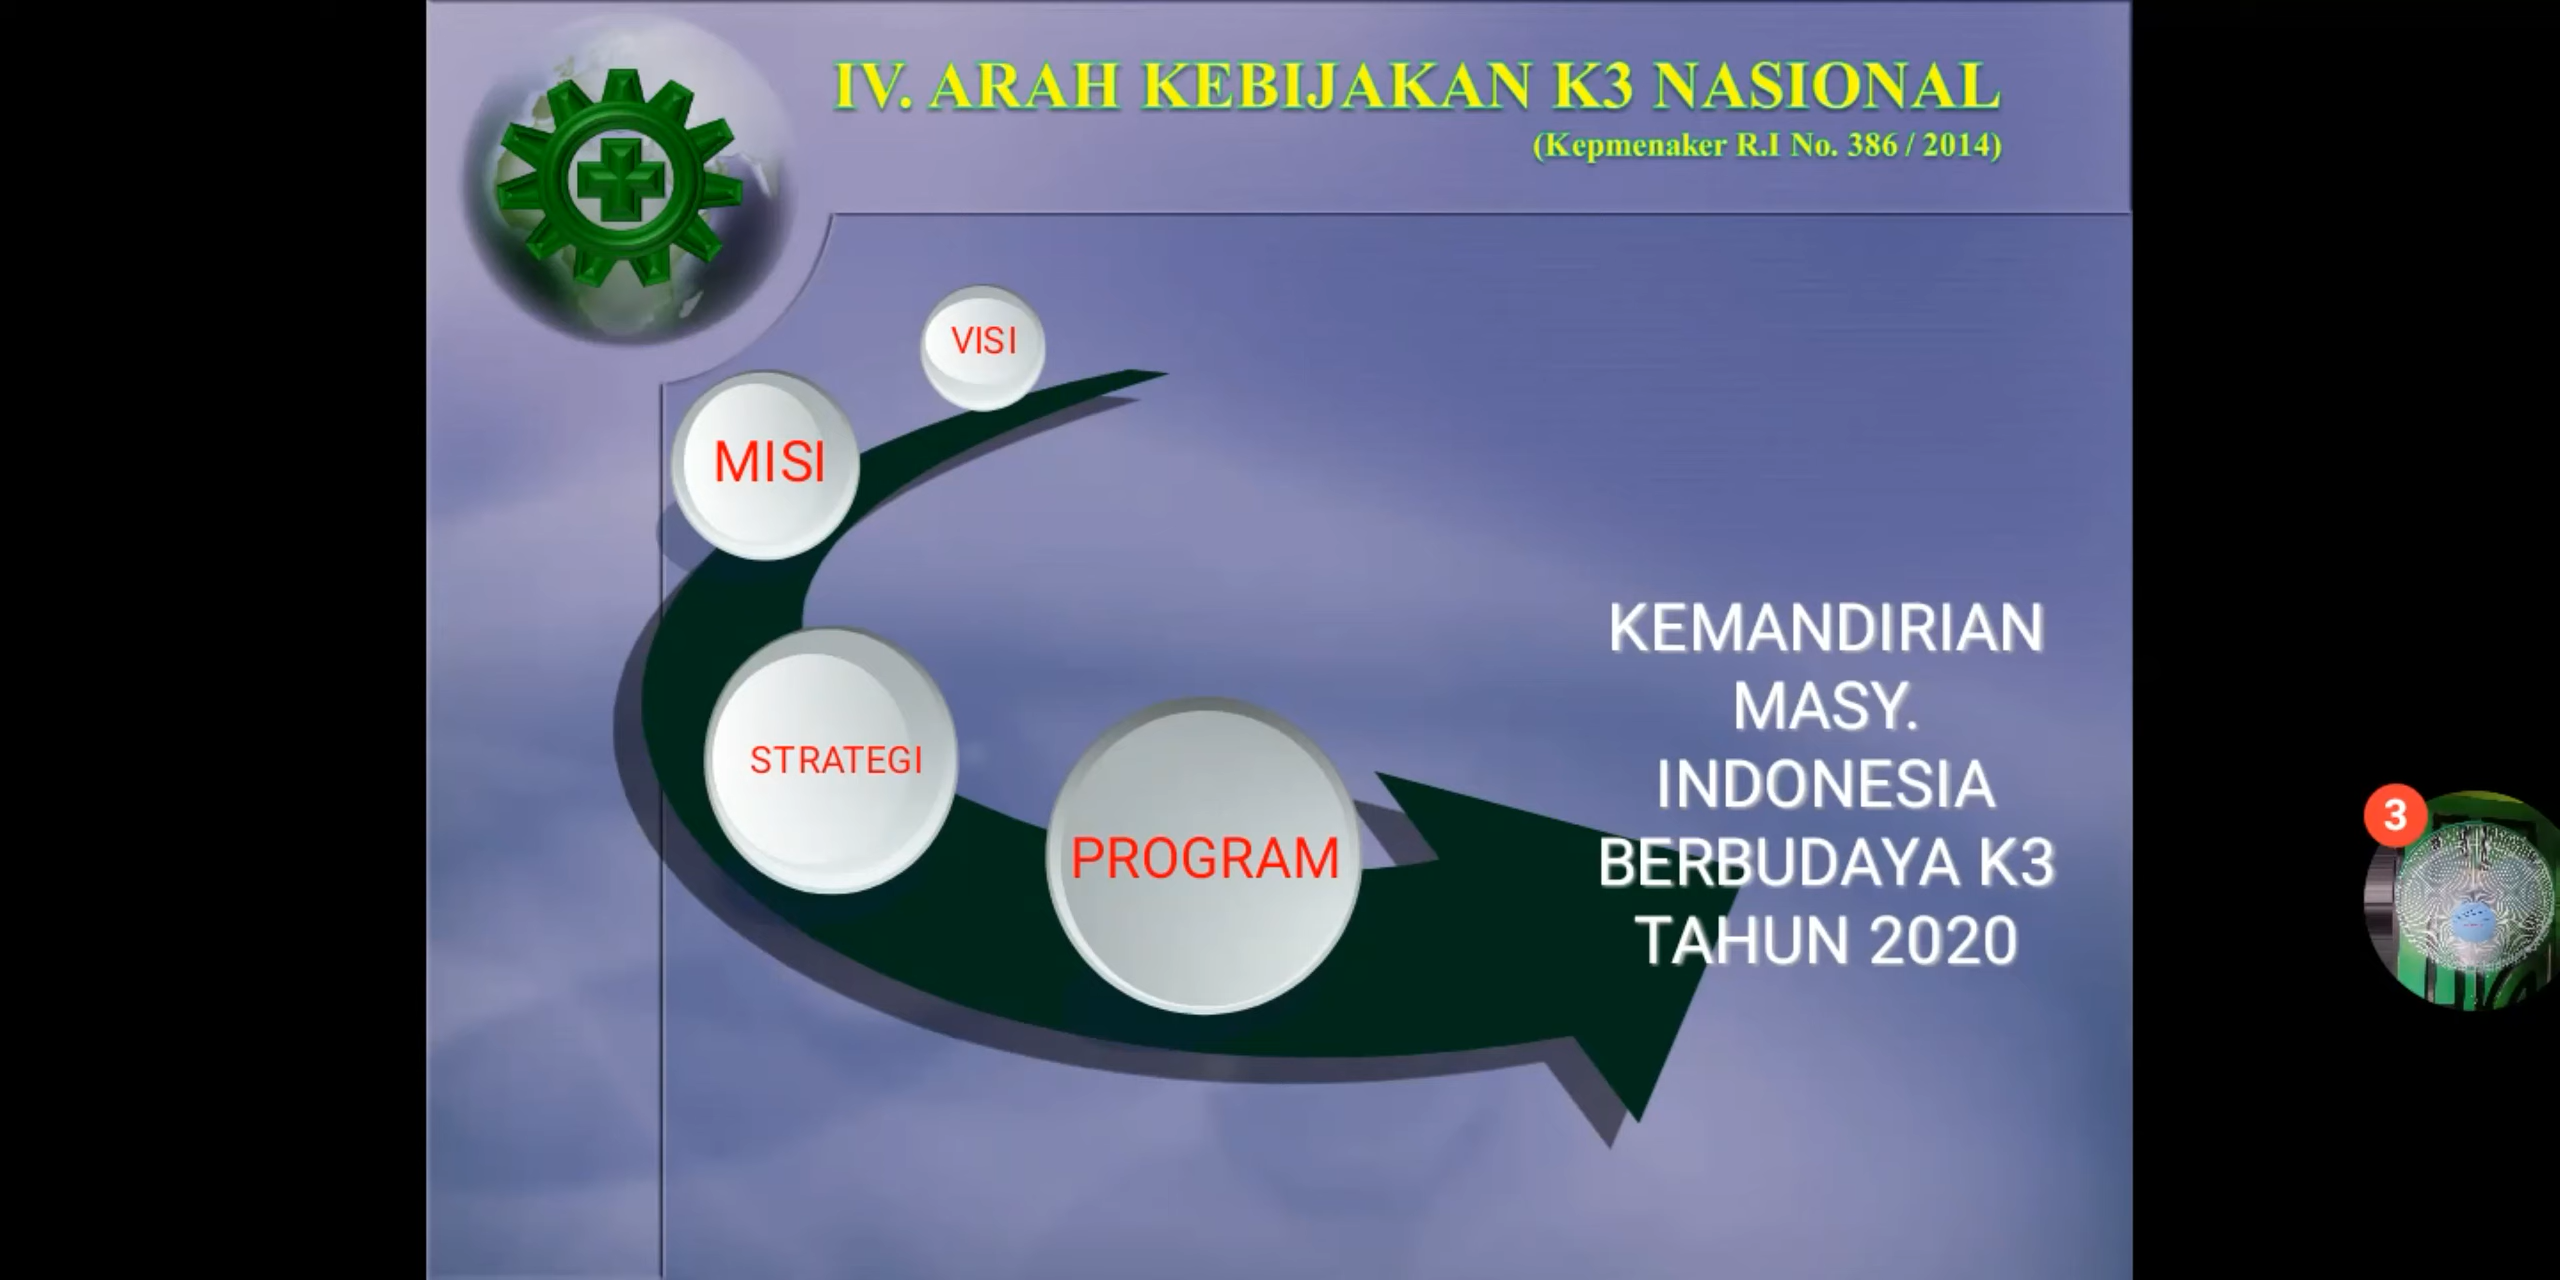 IV. ARAH KEBIJAKAN K3 NASIONAL
(Kepmenaker R.I No. 386 / 2014)
VISI
MISI
STRATEGI
PROGRAM
KEMANDIRIAN
MASY.
INDONESIA
BERBUDAYA K3
TAHUN 2020
3